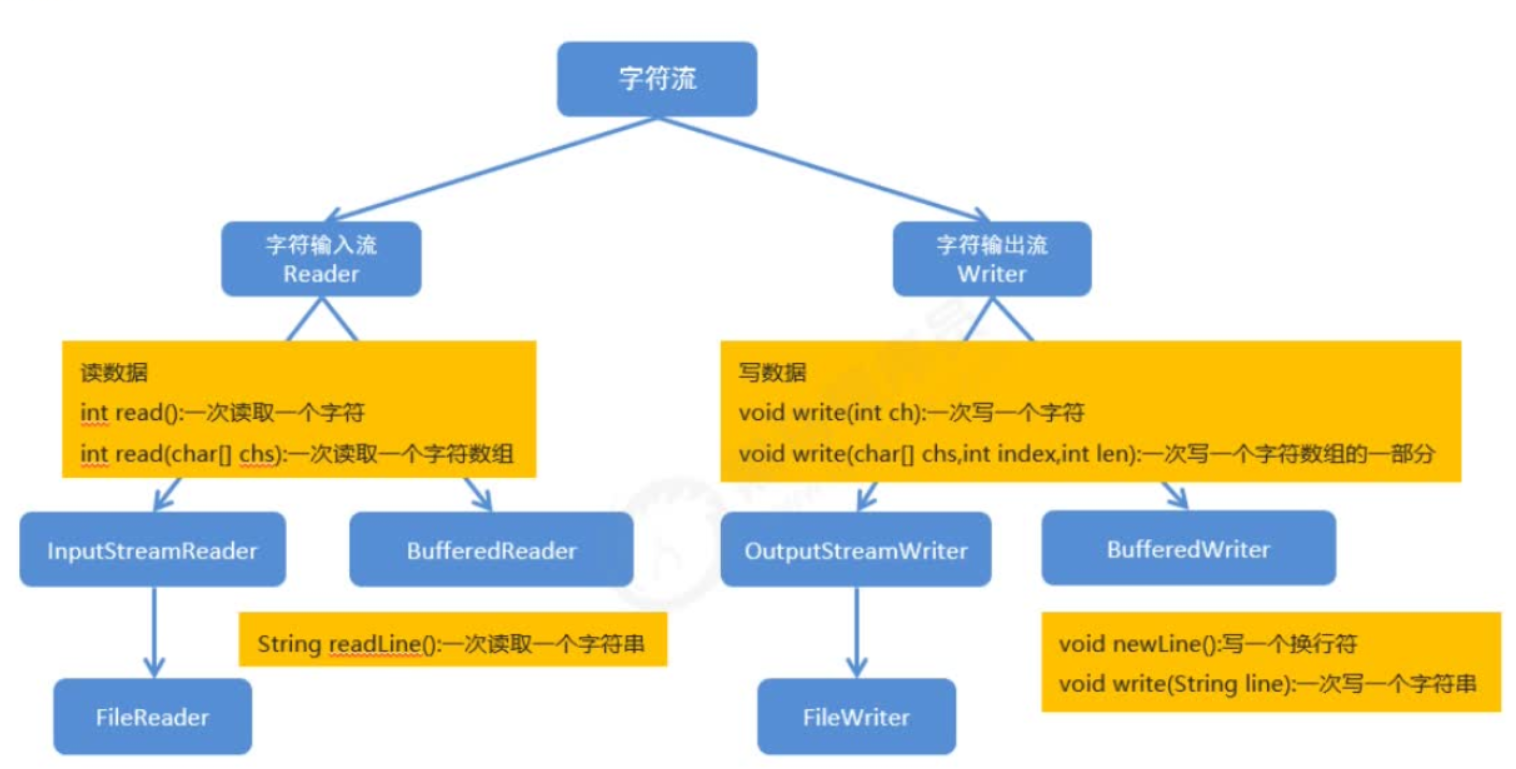 字符流
字符输入流
Reader
字符输出流
Writer
读数据
int read():一次读取一个字符
int read(char[] chs):一次读取一个字符数组
写数据
void write(int ch):一次写一个字符
void write(char[] chs,int index,int len):一次写一个字符数组的一部分
InputStreamReader
BufferedReader
OutputStreamWriter
BufferedWriter
String readLine():一次读取一个字符串
void newLine():写一个换行符
void write(String line):一次写一个字符串
FileReader
FileWriter